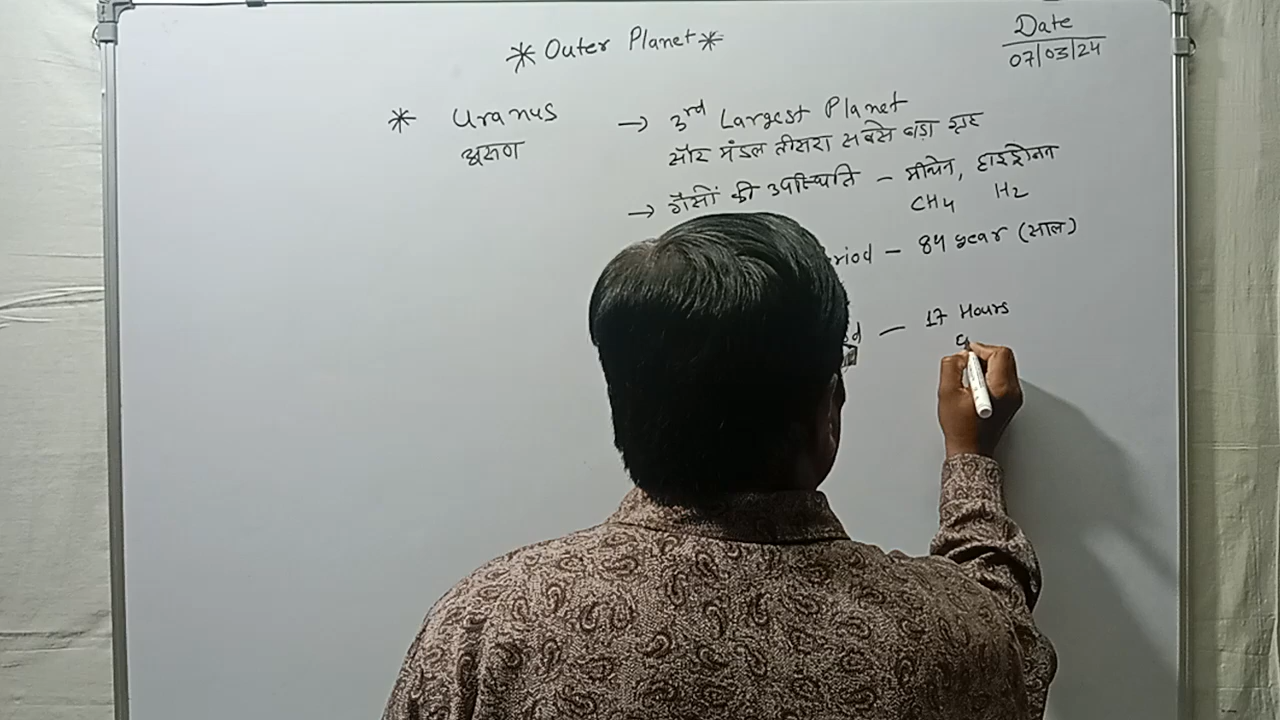 * Outer Planet *
Date
07/03/24
* Uranus
अरुण
→ 3rd Largest Planet
सौर मंडल तीसरा सबसे बड़ा ग्रह
→ गैसों की उपस्थिति - मीथेन, हाइड्रोजन
CH4 H2
- 84 year (साल)
- 17 Hours